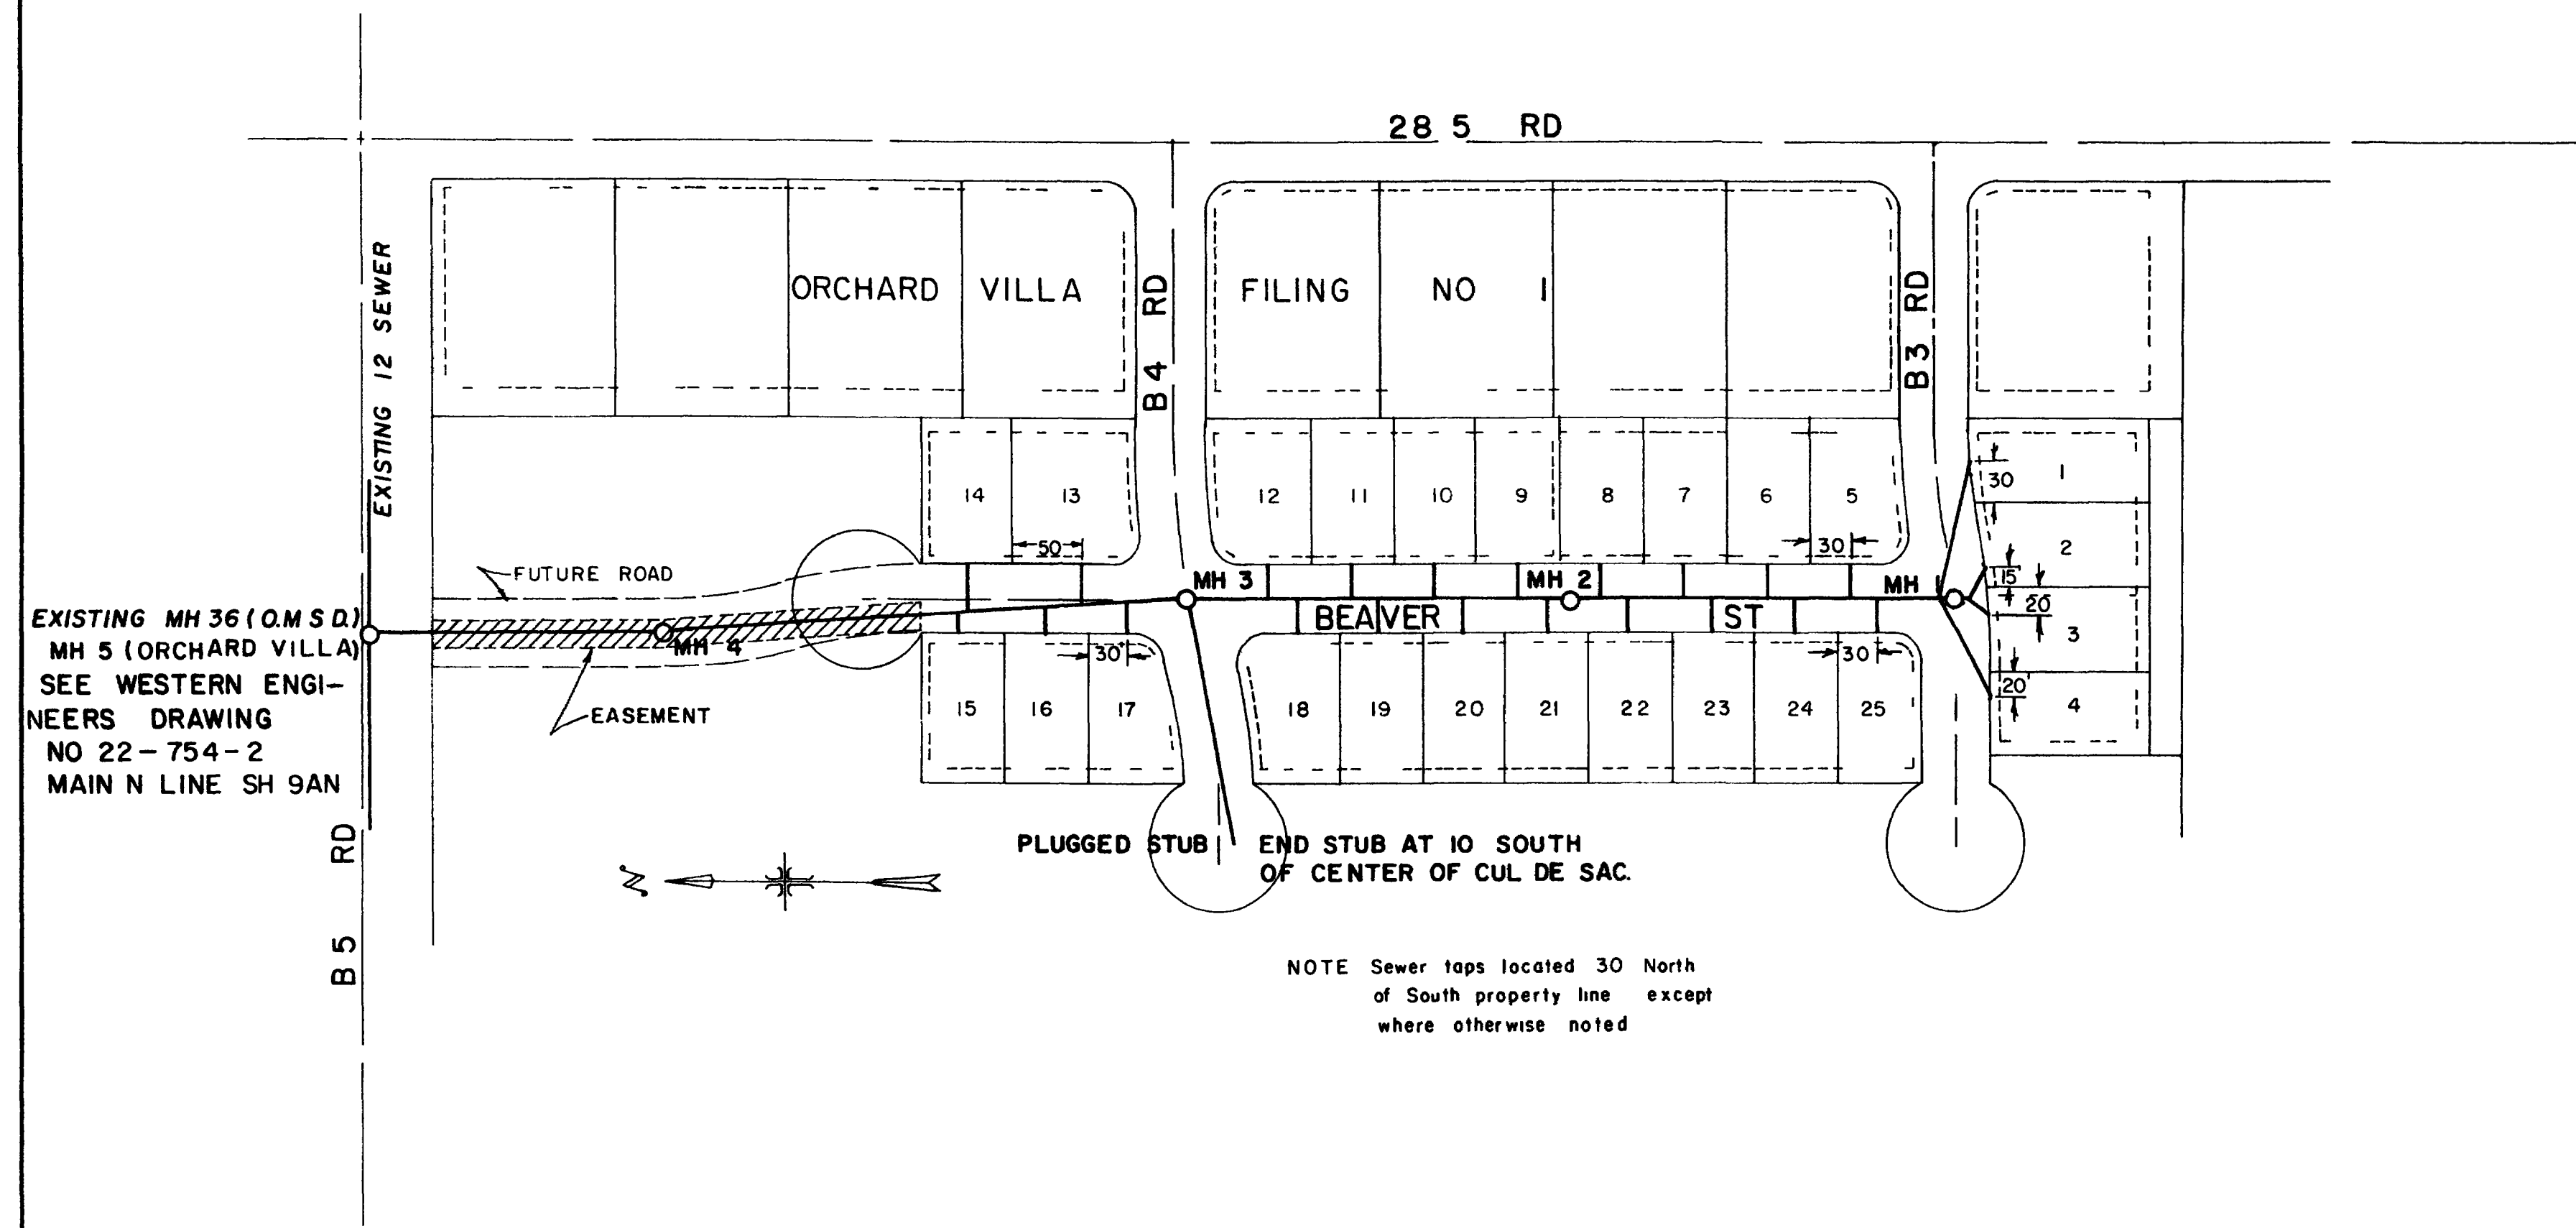 28 5 RD
EXISTING 12 SEWER
ORCHARD VILLA FILING NO 1
B 4 RD
B 3 RD
14 13 12 11 10 9 8 7 6 5
1
30
2
50
30
15'
20
3
20'
4
FUTURE ROAD
MH 3
MH 2
MH 1
BEAVER ST
MH 4
EXISTING MH 36 (O.M S D.)
MH 5 (ORCHARD VILLA)
SEE WESTERN ENGI-
NEERS DRAWING
NO 22-754-2
MAIN N LINE SH 9AN
EASEMENT
30'
30
15 16 17 18 19 20 21 22 23 24 25
B 5 RD
PLUGGED STUB
END STUB AT 10 SOUTH
OF CENTER OF CUL DE SAC.
N
NOTE Sewer taps located 30 North
of South property line except
where otherwise noted